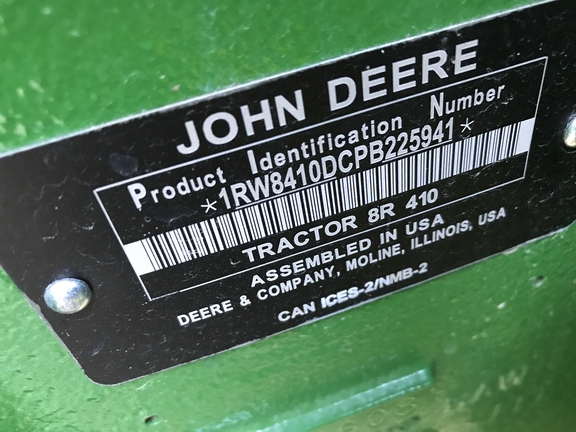 JOHN DEERE
Product Identification Number
*1RW8410DCPB225941*
TRACTOR 8R 410
ASSEMBLED IN USA
DEERE & COMPANY, MOLINE, ILLINOIS, USA
CAN ICES-2/NMB-2